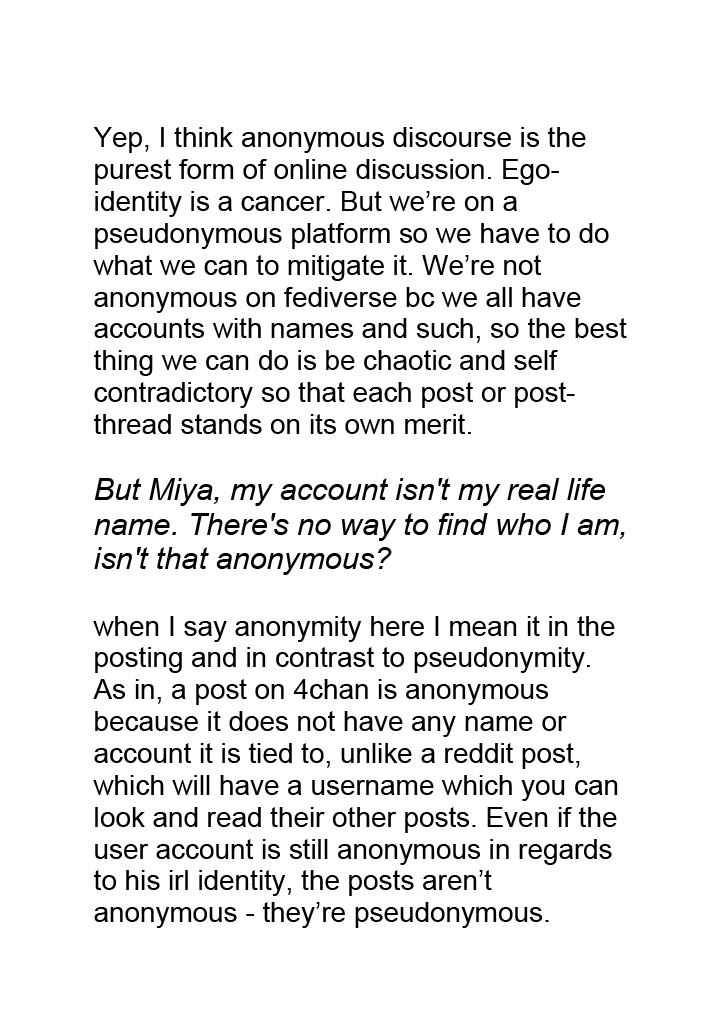 Yep, I think anonymous discourse is the
purest form of online discussion. Ego-
identity is a cancer. But we’re on a
pseudonymous platform so we have to do
what we can to mitigate it. We’re not
anonymous on fediverse bc we all have
accounts with names and such, so the best
thing we can do is be chaotic and self
contradictory so that each post or post-
thread stands on its own merit.
But Miya, my account isn't my real life
name. There's no way to find who I am,
isn't that anonymous?
when I say anonymity here I mean it in the
posting and in contrast to pseudonymity.
As in, a post on 4chan is anonymous
because it does not have any name or
account it is tied to, unlike a reddit post,
which will have a username which you can
look and read their other posts. Even if the
user account is still anonymous in regards
to his irl identity, the posts aren’t
anonymous - they’re pseudonymous.